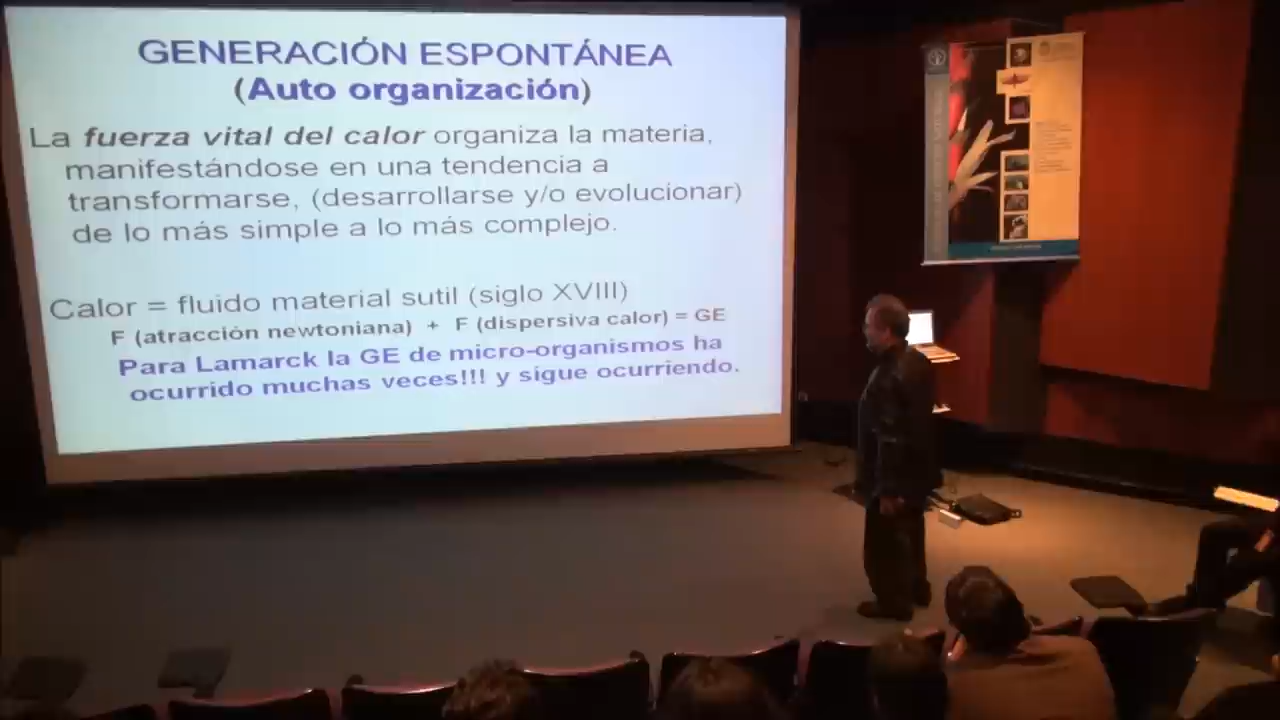 GENERACIÓN ESPONTÁNEA
(Auto organización)
La fuerza vital del calor organiza la materia,
manifestándose en una tendencia a
transformarse, (desarrollarse y/o evolucionar)
de lo más simple a lo más complejo.
Calor = fluido material sutil (siglo XVIII)
F (atracción newtoniana) + F (dispersiva calor) = GE
Para Lamarck la GE de micro-organismos ha
ocurrido muchas veces!!! y sigue ocurriendo.